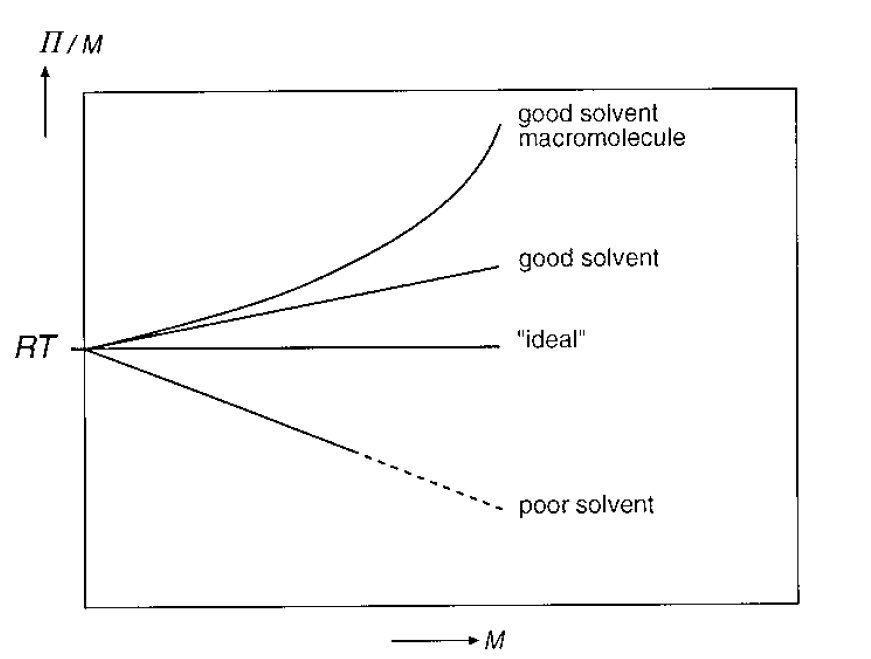 Π / M
good solvent
macromolecule
good solvent
RT
"ideal"
poor solvent
M